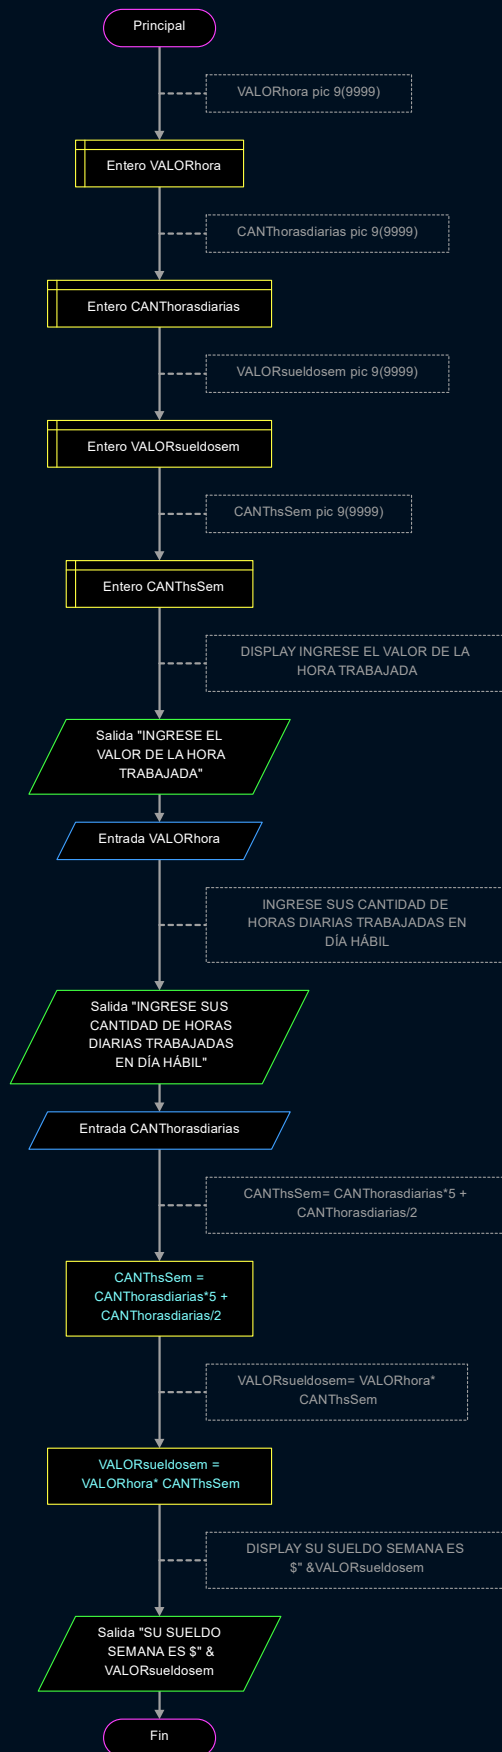 Principal
VALORhora pic 9(9999)
Entero VALORhora
CANThorasdiarias pic 9(9999)
Entero CANThorasdiarias
VALORsueldosem pic 9(9999)
Entero VALORsueldosem
CANThsSem pic 9(9999)
Entero CANThsSem
DISPLAY INGRESE EL VALOR DE LA
HORA TRABAJADA
Salida "INGRESE EL
VALOR DE LA HORA
TRABAJADA"
Entrada VALORhora
INGRESE SUS CANTIDAD DE
HORAS DIARIAS TRABAJADAS EN
DÍA HÁBIL
Salida "INGRESE SUS
CANTIDAD DE HORAS
DIARIAS TRABAJADAS
EN DÍA HÁBIL"
Entrada CANThorasdiarias
CANThsSem= CANThorasdiarias*5 +
CANThorasdiarias/2
CANThsSem =
CANThorasdiarias*5 +
CANThorasdiarias/2
VALORsueldosem= VALORhora*
CANThsSem
VALORsueldosem =
VALORhora* CANThsSem
DISPLAY SU SUELDO SEMANA ES
$" &VALORsueldosem
Salida "SU SUELDO
SEMANA ES $" &
VALORsueldosem
Fin